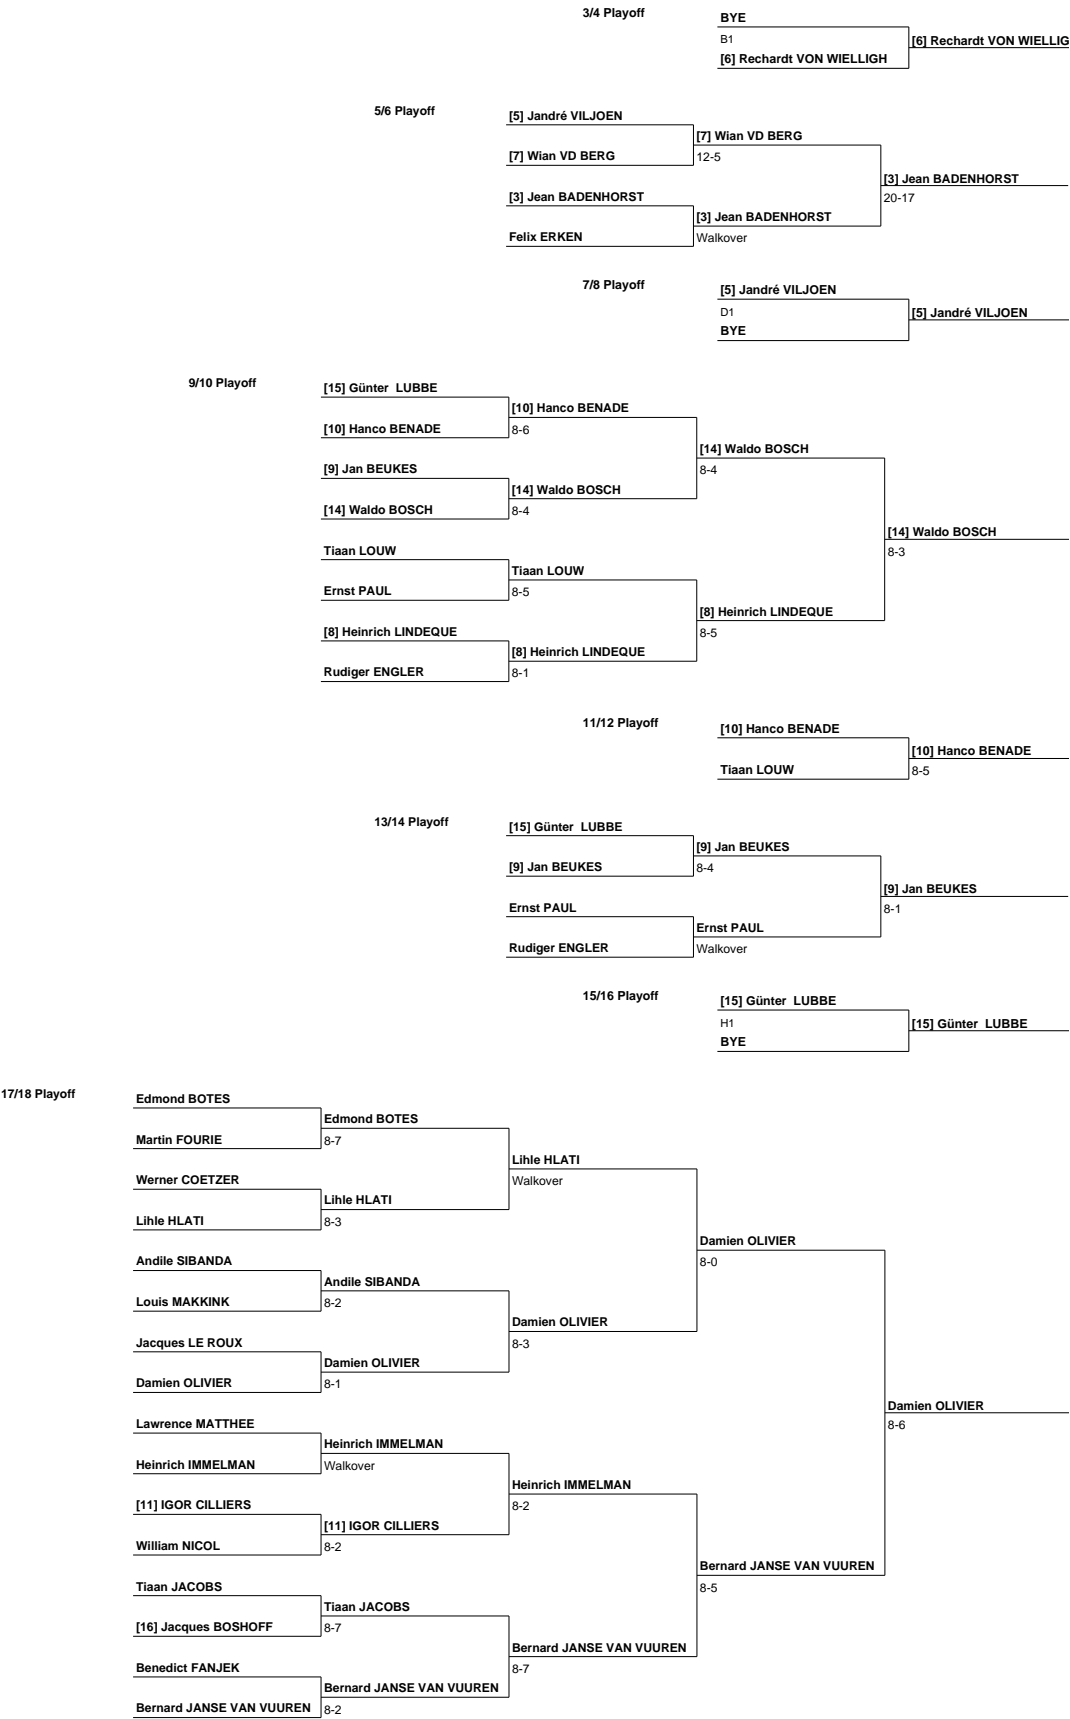 3/4 Playoff
BYE
B1
[6] Rechardt VON WIELLIGH
[6] Rechardt VON WIELLIG
5/6 Playoff
[5] Jandré VILJOEN
[7] Wian VD BERG
[7] Wian VD BERG
12-5
[3] Jean BADENHORST
20-17
[3] Jean BADENHORST
[3] Jean BADENHORST
Felix ERKEN
Walkover
7/8 Playoff
[5] Jandré VILJOEN
D1
[5] Jandré VILJOEN
BYE
9/10 Playoff
[15] Günter LUBBE
[10] Hanco BENADE
[10] Hanco BENADE
8-6
[14] Waldo BOSCH
8-4
[9] Jan BEUKES
[14] Waldo BOSCH
[14] Waldo BOSCH
8-4
[14] Waldo BOSCH
8-3
Tiaan LOUW
Tiaan LOUW
Ernst PAUL
8-5
[8] Heinrich LINDEQUE
8-5
[8] Heinrich LINDEQUE
[8] Heinrich LINDEQUE
Rudiger ENGLER
8-1
11/12 Playoff
[10] Hanco BENADE
[10] Hanco BENADE
Tiaan LOUW
8-5
13/14 Playoff
[15] Günter LUBBE
[9] Jan BEUKES
[9] Jan BEUKES
8-4
[9] Jan BEUKES
8-1
Ernst PAUL
Ernst PAUL
Rudiger ENGLER
Walkover
15/16 Playoff
[15] Günter LUBBE
H1
[15] Günter LUBBE
BYE
17/18 Playoff
Edmond BOTES
Edmond BOTES
Martin FOURIE
8-7
Lihle HLATI
Walkover
Werner COETZER
Lihle HLATI
Lihle HLATI
8-3
Damien OLIVIER
8-0
Andile SIBANDA
Andile SIBANDA
Louis MAKKINK
8-2
Damien OLIVIER
8-3
Jacques LE ROUX
Damien OLIVIER
Damien OLIVIER
8-1
Damien OLIVIER
8-6
Lawrence MATTHEE
Heinrich IMMELMAN
Heinrich IMMELMAN
Walkover
Heinrich IMMELMAN
8-2
[11] IGOR CILLIERS
[11] IGOR CILLIERS
William NICOL
8-2
Bernard JANSE VAN VUUREN
8-5
Tiaan JACOBS
Tiaan JACOBS
[16] Jacques BOSHOFF
8-7
Bernard JANSE VAN VUUREN
8-7
Benedict FANJEK
Bernard JANSE VAN VUUREN
Bernard JANSE VAN VUUREN
8-2